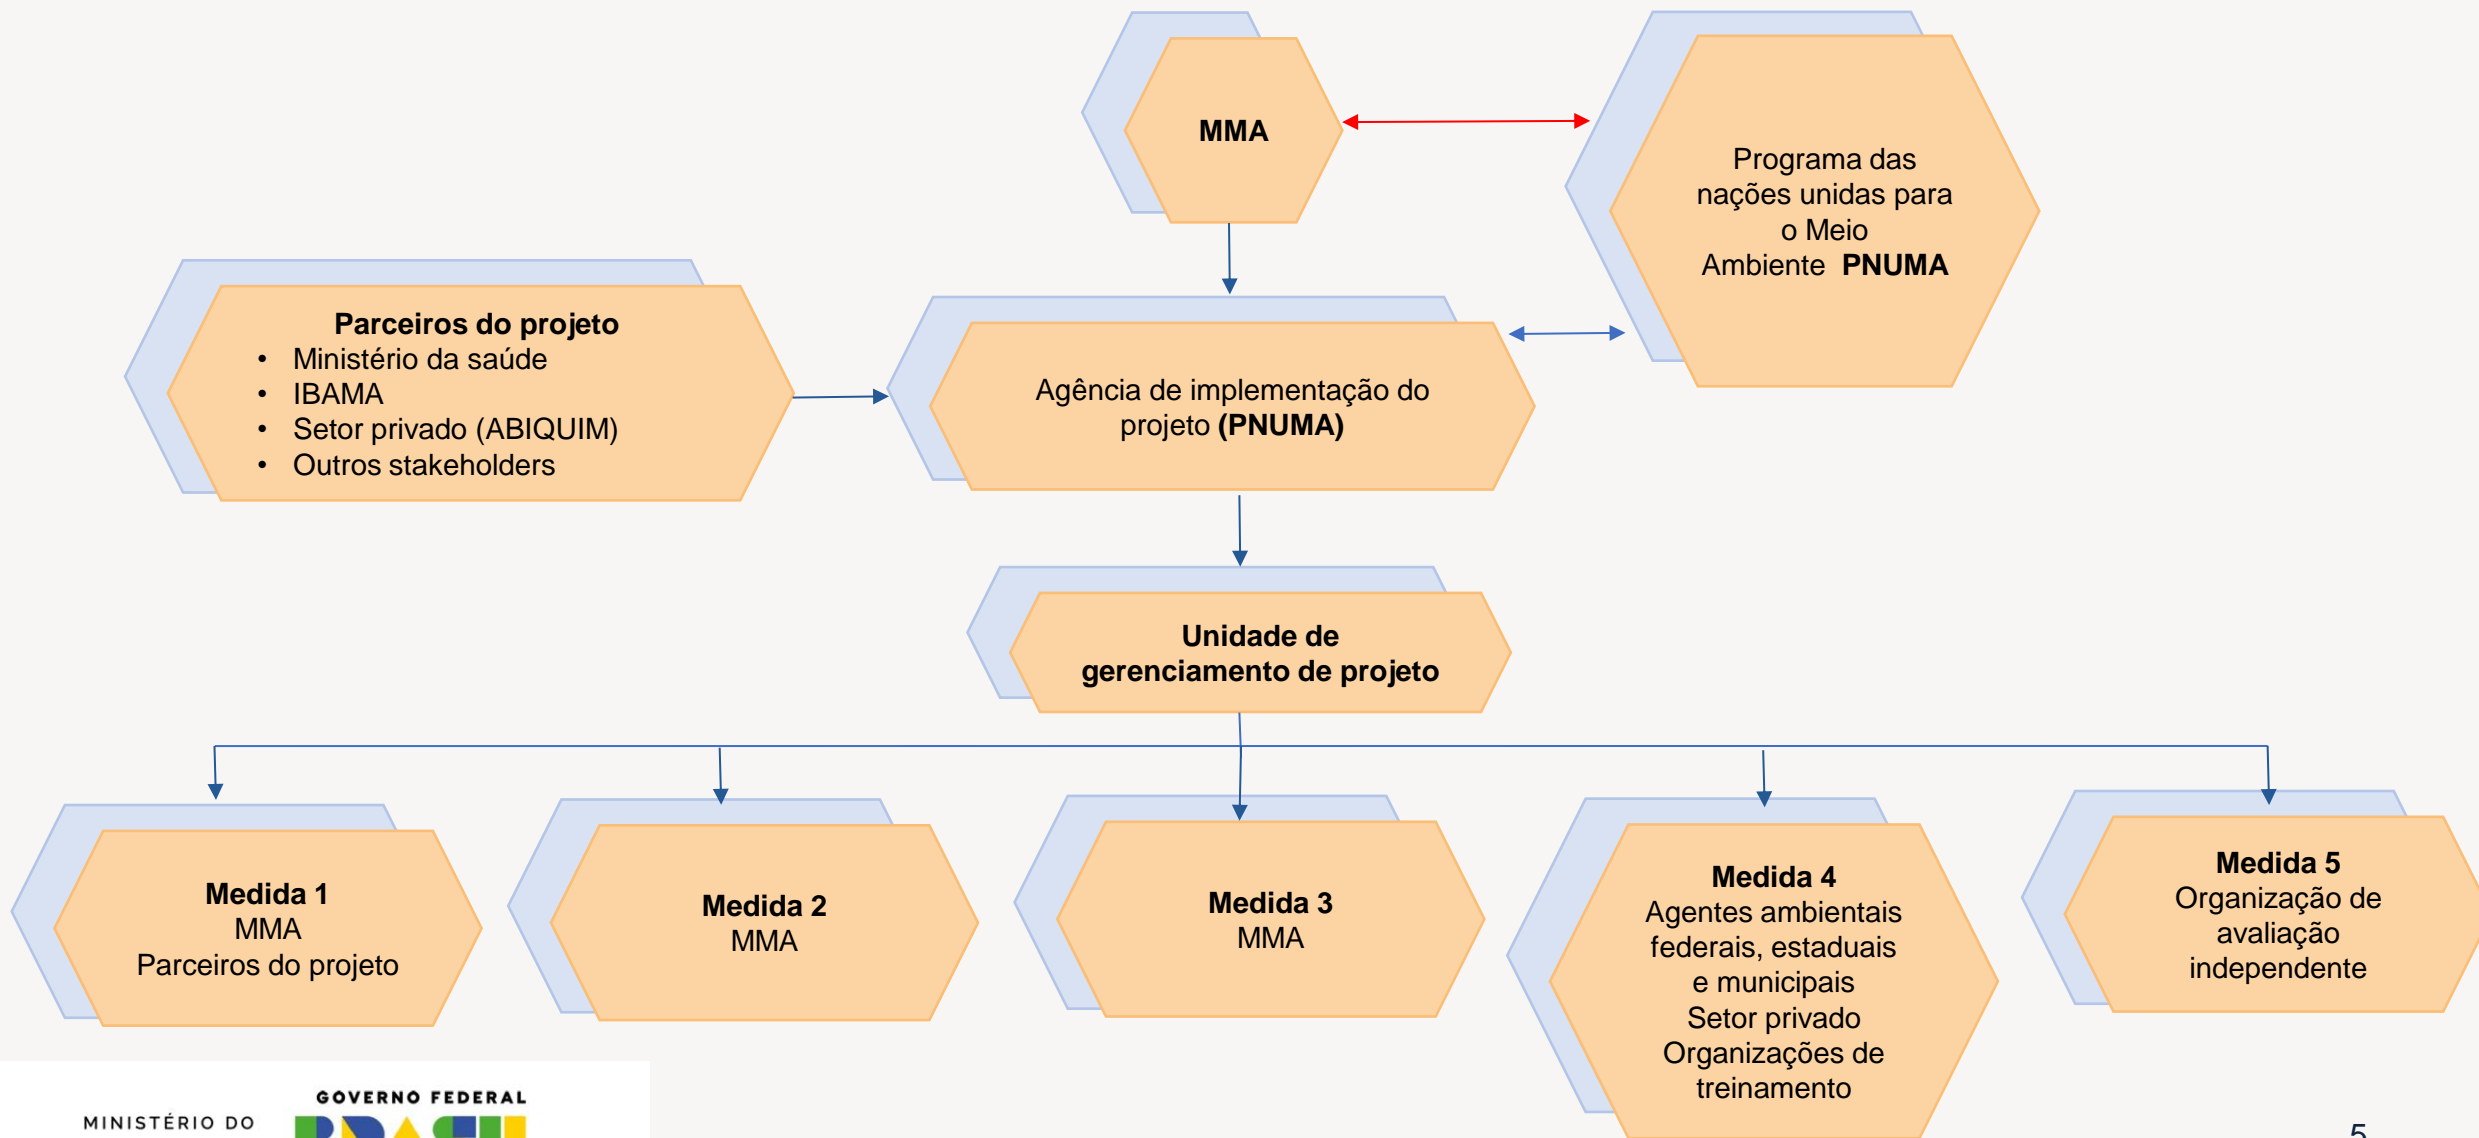 MMA
Programa das
nações unidas para
o Meio
Ambiente PNUMA
Parceiros do projeto
• Ministério da saúde
• IBAMA
• Setor privado (ABIQUIM)
• Outros stakeholders
Agência de implementação do
projeto (PNUMA)
Unidade de
gerenciamento de projeto
Medida 1
MMA
Parceiros do projeto
Medida 2
MMA
Medida 3
MMA
Medida 4
Agentes ambientais
federais, estaduais
e municipais
Setor privado
Organizações de
treinamento
Medida 5
Organização de
avaliação
independente
MINISTÉRIO DO
GOVERNO FEDERAL
5